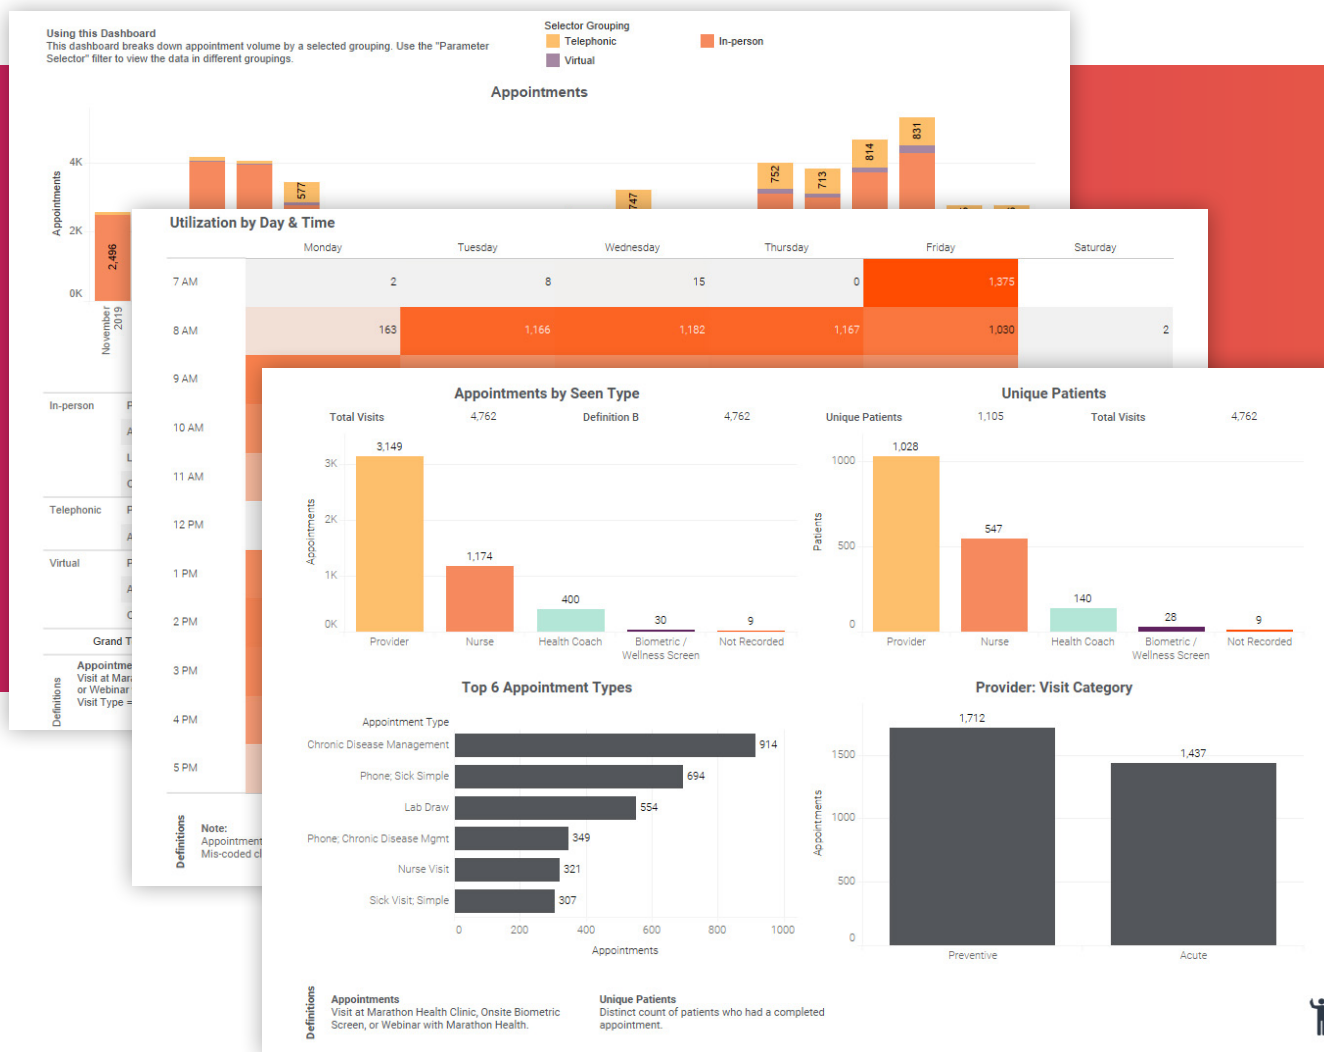 Using this Dashboard
This dashboard breaks down appointment volume by a selected grouping. Use the "Parameter
Selector" filter to view the data in different groupings.
Selector Grouping
Telephonic
In-person
Virtual
Appointments
Appointments
4K
2K
0K
2,496
577
747
752
713
814
831
November
2019
In-person
P
A
L
C
Telephonic
P
A
Virtual
P
A
C
Grand T
Definitions
Appointme
Visit at Mara
or Webinar
Visit Type =
Utilization by Day & Time
Monday Tuesday Wednesday Thursday Friday Saturday
7 AM 2 8 15 0 1,375
8 AM 163 1,166 1,182 1,167 1,030 2
9 AM
10 AM
11 AM
12 PM
1 PM
2 PM
3 PM
4 PM
5 PM
Definitions
Note:
Appointment
Mis-coded cl
Appointments by Seen Type
Total Visits 4,762 Definition B 4,762
Appointments
3K
2K
1K
0K
3,149
1,174
400
30
9
Provider Nurse Health Coach Biometric / Not Recorded
Wellness Screen
Unique Patients
Unique Patients 1,105 Total Visits 4,762
Patients
1000
500
0
1,028
547
140
28
9
Provider Nurse Health Coach Biometric / Not Recorded
Wellness Screen
Top 6 Appointment Types
Appointment Type
Chronic Disease Management 914
Phone; Sick Simple 694
Lab Draw 554
Phone; Chronic Disease Mgmt 349
Nurse Visit 321
Sick Visit; Simple 307
0 200 400 600 800 1000
Appointments
Provider: Visit Category
Appointments
1500
1000
500
0
1,712
1,437
Preventive Acute
Definitions
Appointments
Visit at Marathon Health Clinic, Onsite Biometric
Screen, or Webinar with Marathon Health.
Unique Patients
Distinct count of patients who had a completed
appointment.